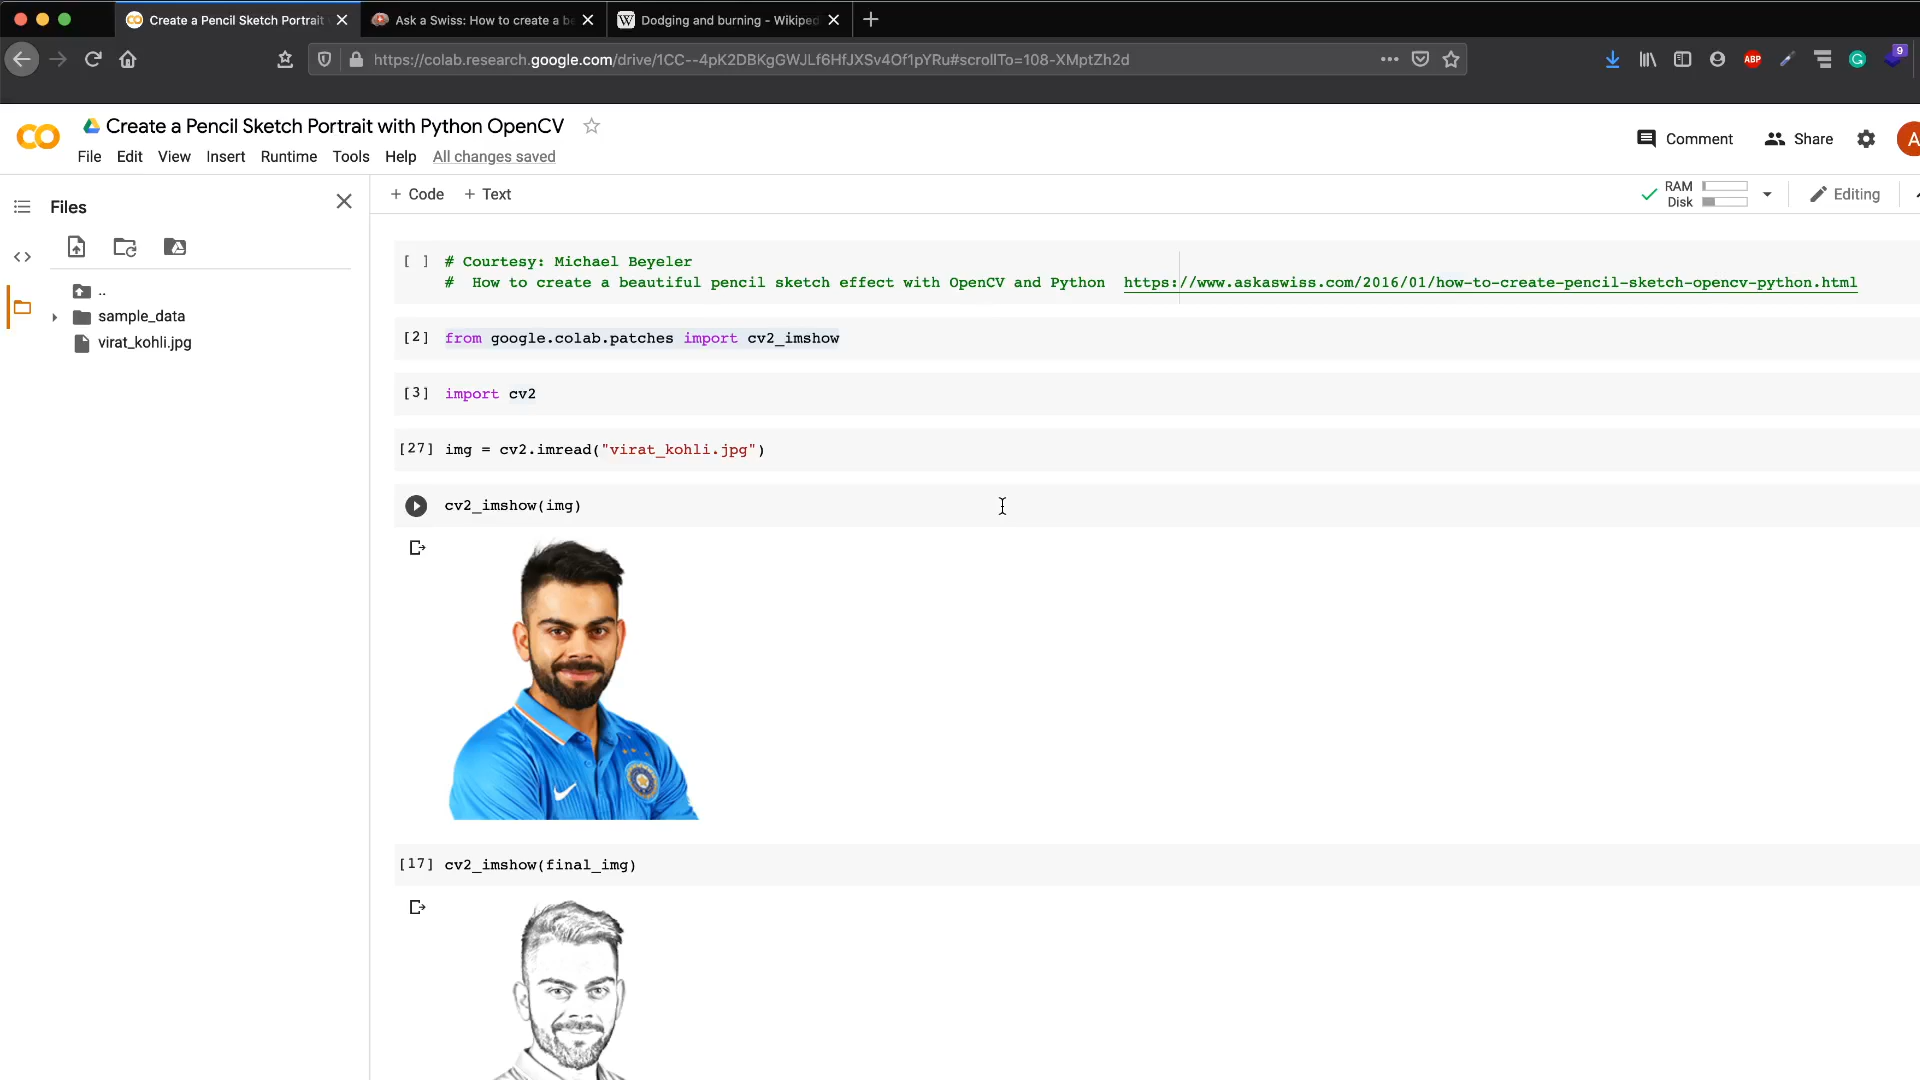 Create a Pencil Sketch Portrait
Ask a Swiss: How to create a be
Dodging and burning - Wikiped
https://colab.research.google.com/drive/1CC--4pK2DBKgGWJLf6HfJXSv4Of1pYRu#scrollTo=108-XMptZh2d
ABP
9
Create a Pencil Sketch Portrait with Python OpenCV
File Edit View Insert Runtime Tools Help All changes saved
Comment
Share
A
Files
+ Code + Text
RAM
Disk
Editing
..
sample_data
virat_kohli.jpg
[ ] # Courtesy: Michael Beyeler
# How to create a beautiful pencil sketch effect with OpenCV and Python https://www.askaswiss.com/2016/01/how-to-create-pencil-sketch-opencv-python.html
[2] from google.colab.patches import cv2_imshow
[3] import cv2
[27] img = cv2.imread("virat_kohli.jpg")
cv2_imshow(img)
[17] cv2_imshow(final_img)